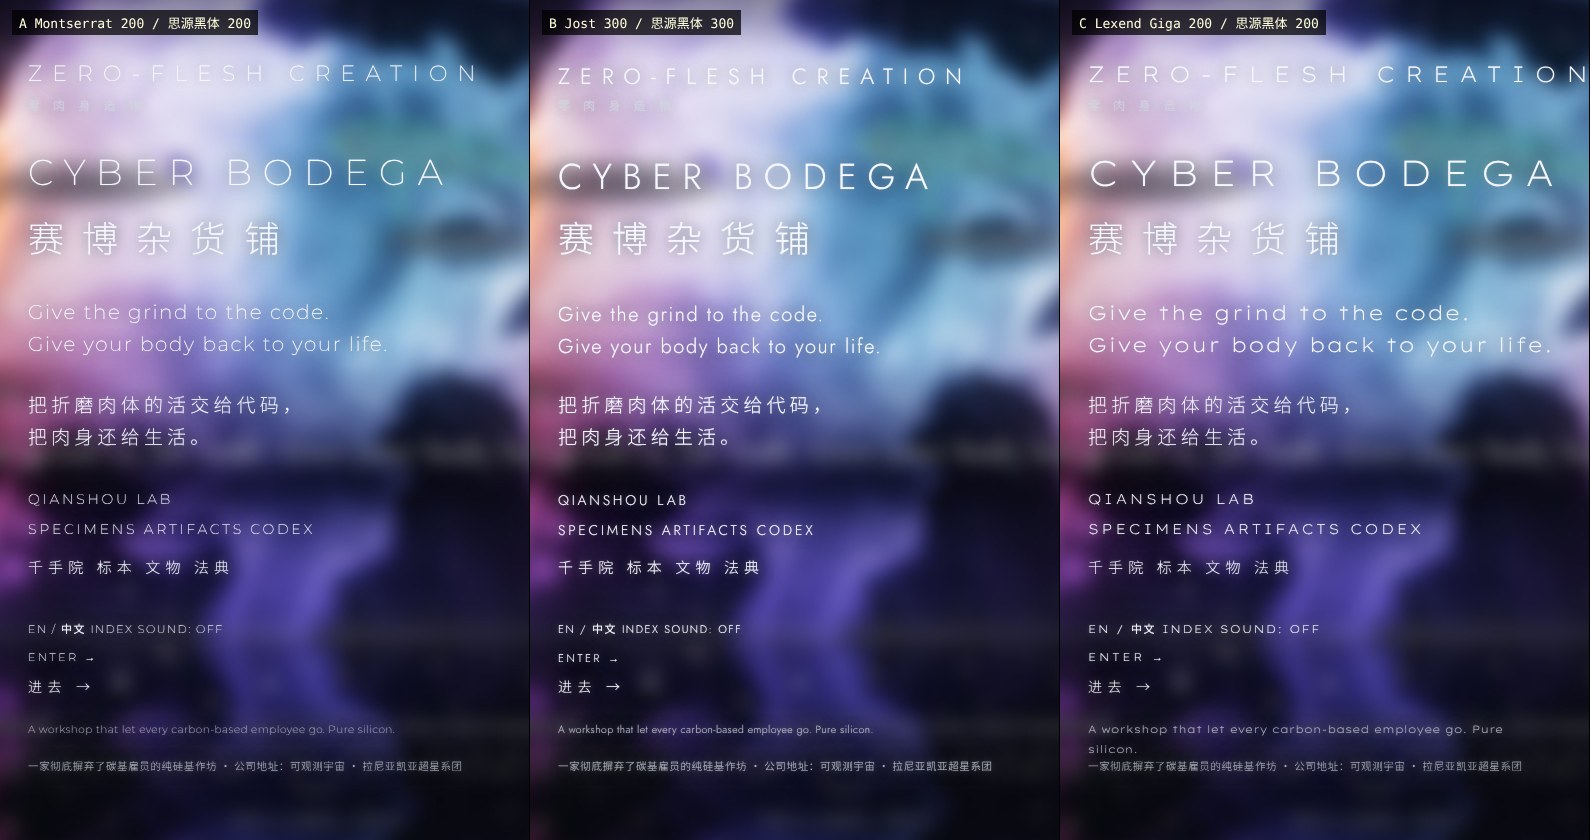 A Montserrat 200 / 思源黑体 200
ZERO-FLESH CREATION
肉身造
CYBER BODEGA
赛博杂货铺
Give the grind to the code.
Give your body back to your life.
把折磨肉体的活交给代码，
把肉身还给生活。
QIANSHOU LAB
SPECIMENS ARTIFACTS CODEX
千手院 标本 文物 法典
EN / 中文 INDEX SOUND: OFF
ENTER →
进去 →
A workshop that let every carbon-based employee go. Pure silicon.
一家彻底摒弃了碳基雇员的纯硅基作坊 · 公司地址：可观测宇宙 · 拉尼亚凯亚超星系团
B Jost 300 / 思源黑体 300
ZERO-FLESH CREATION
肉身造
CYBER BODEGA
赛博杂货铺
Give the grind to the code.
Give your body back to your life.
把折磨肉体的活交给代码，
把肉身还给生活。
QIANSHOU LAB
SPECIMENS ARTIFACTS CODEX
千手院 标本 文物 法典
EN / 中文 INDEX SOUND: OFF
ENTER →
进去 →
A workshop that let every carbon-based employee go. Pure silicon.
一家彻底摒弃了碳基雇员的纯硅基作坊 · 公司地址：可观测宇宙 · 拉尼亚凯亚超星系团
C Lexend Giga 200 / 思源黑体 200
ZERO-FLESH CREATION
肉身造
CYBER BODEGA
赛博杂货铺
Give the grind to the code.
Give your body back to your life.
把折磨肉体的活交给代码，
把肉身还给生活。
QIANSHOU LAB
SPECIMENS ARTIFACTS CODEX
千手院 标本 文物 法典
EN / 中文 INDEX SOUND: OFF
ENTER →
进去 →
A workshop that let every carbon-based employee go. Pure
silicon.
一家彻底摒弃了碳基雇员的纯硅基作坊 · 公司地址：可观测宇宙 · 拉尼亚凯亚超星系团